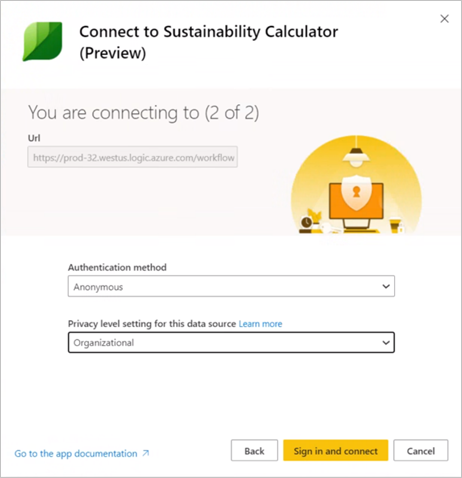 Connect to Sustainability Calculator
(Preview)
You are connecting to (2 of 2)
Url
https://prod-32.westus.logic.azure.com/workflow
Authentication method
Anonymous
Privacy level setting for this data source Learn more
Organizational
Go to the app documentation
Back
Sign in and connect
Cancel